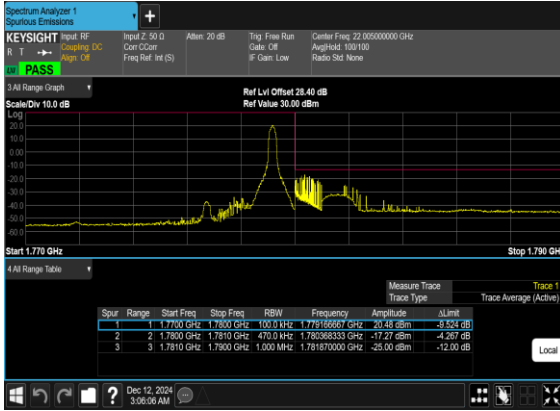 Spectrum Analyzer 1
Spurious Emissions
KEYSIGHT Input: RF Input Z: 50 Ω Atten: 20 dB Trig: Free Run Center Freq: 22.005000000 GHz
R T Coupling: DC Corr CCorr Gate: Off Avg|Hold: 100/100
Align: Off Freq Ref: Int (S) IF Gain: Low Radio Std: None
PASS
3 All Range Graph
Ref Lvl Offset 28.40 dB
Scale/Div 10.0 dB Ref Value 30.00 dBm
Log
20.0
10.0
0.00
-10.0
-20.0
-30.0
-40.0
-50.0
-60.0
Start 1.770 GHz Stop 1.790 GH
4 All Range Table
Measure Trace Trace 1
Trace Type Trace Average (Active)
Spur Range Start Freq Stop Freq RBW Frequency Amplitude ΔLimit
1 1 1.7700 GHz 1.7800 GHz 100.0 kHz 1.779166667 GHz 20.48 dBm -9.524 dB
2 2 1.7800 GHz 1.7810 GHz 470.0 kHz 1.780368333 GHz -17.27 dBm -4.267 dB
3 3 1.7810 GHz 1.7900 GHz 1.000 MHz 1.781870000 GHz -25.00 dBm -12.00 dB
Local
Dec 12, 2024
3:06:06 AM